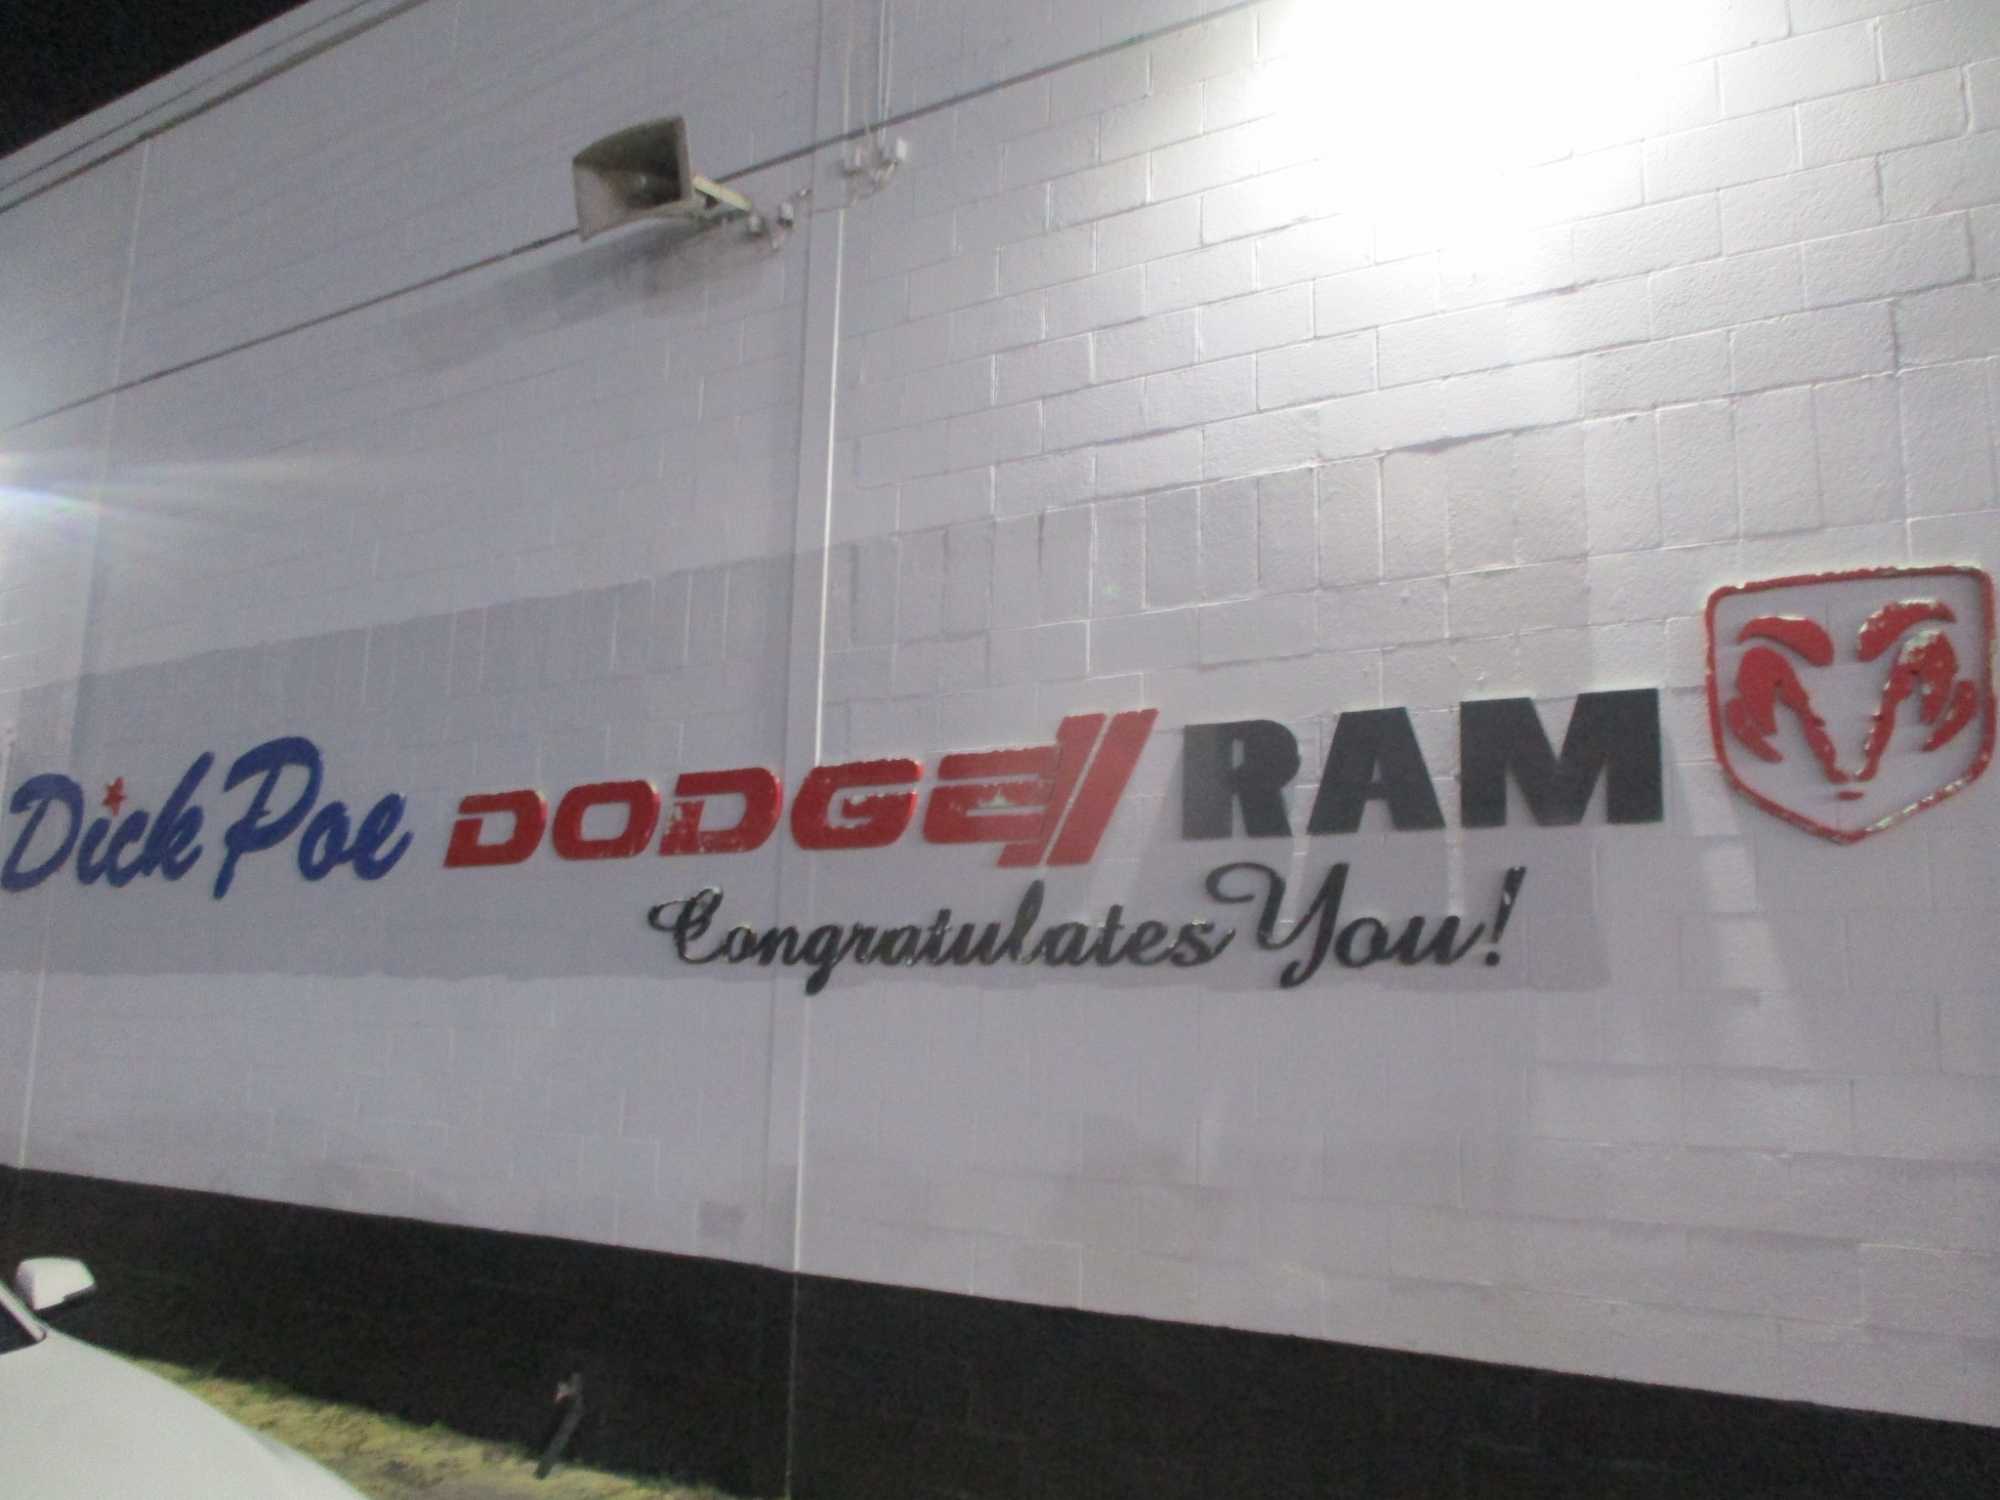 Dick Poe DODGE RAM
Congratulates You!